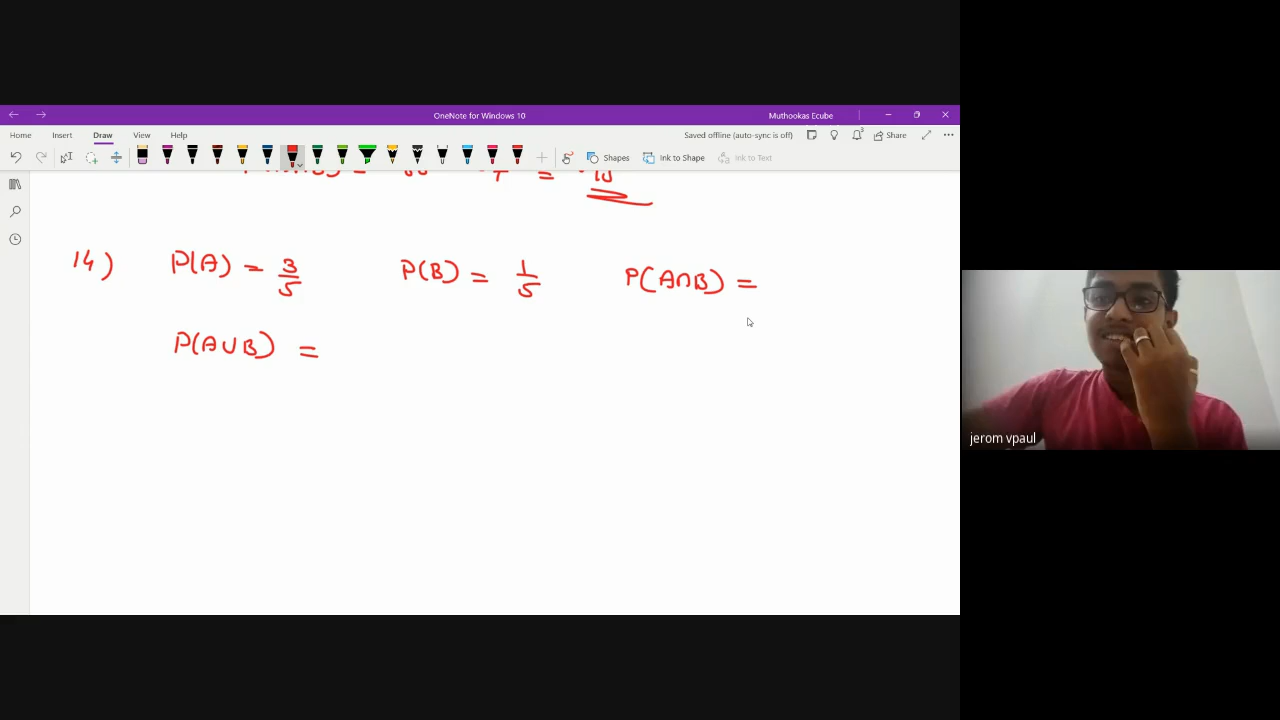 OneNote for Windows 10
Muthookas Ecube
Home Insert Draw View Help
Saved offline (auto-sync is off)
Share
Shapes
Ink to Shape
Ink to Text
14) P(A) = 3/5 P(B) = 1/5 P(A∩B) =
P(A∪B) =
jerom vpaul